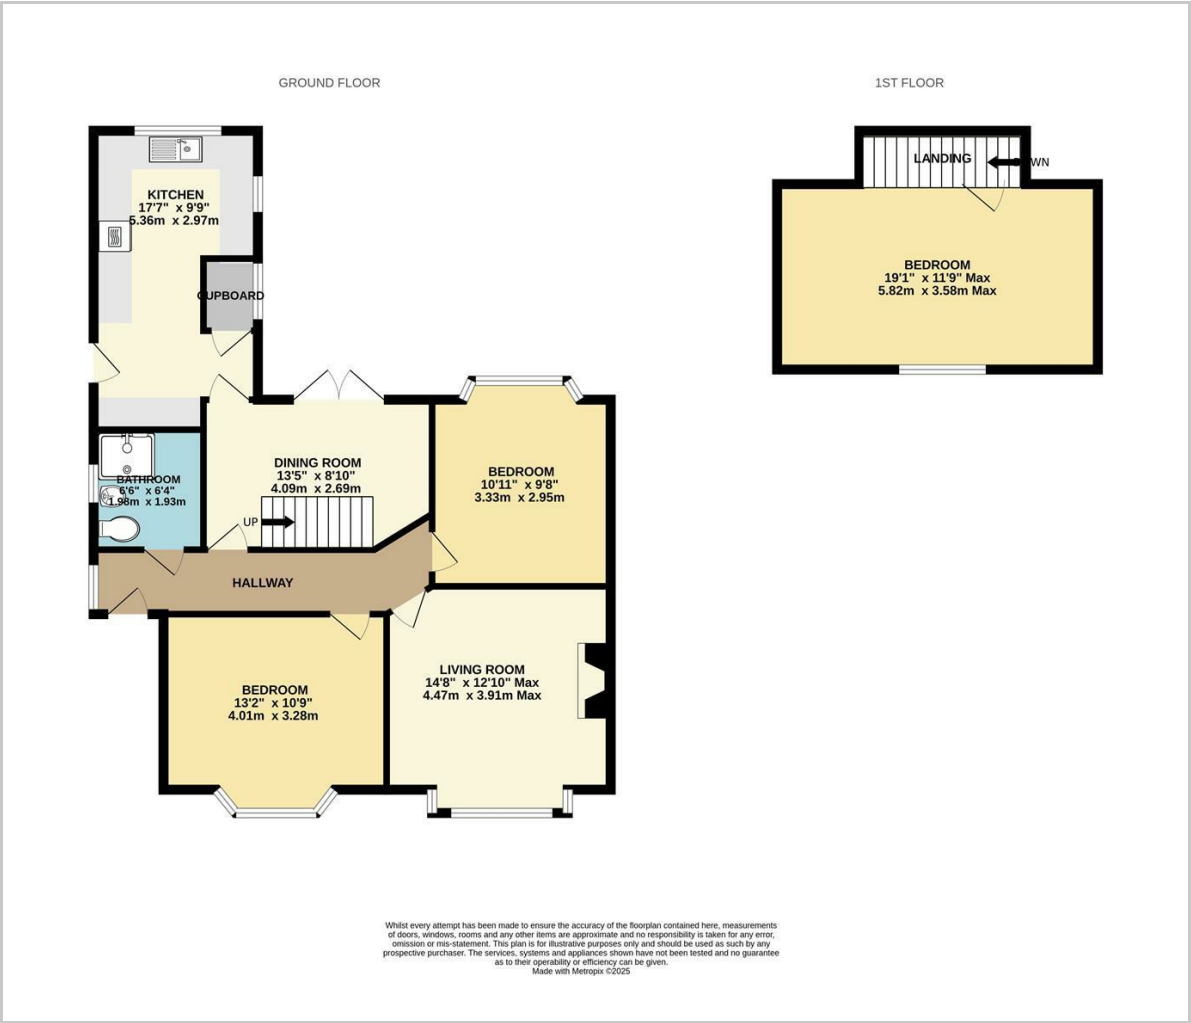 GROUND FLOOR
1ST FLOOR
KITCHEN
17'7" x 9'9"
5.36m x 2.97m
CUPBOARD
LANDING
DOWN
BEDROOM
19'1" x 11'9" Max
5.82m x 3.58m Max
DINING ROOM
13'5" x 8'10"
4.09m x 2.69m
UP
BEDROOM
10'11" x 9'8"
3.33m x 2.95m
BATHROOM
6'6" x 6'4"
1.98m x 1.93m
HALLWAY
BEDROOM
13'2" x 10'9"
4.01m x 3.28m
LIVING ROOM
14'8" x 12'10" Max
4.47m x 3.91m Max
Whilst every attempt has been made to ensure the accuracy of the floorplan contained here, measurements
of doors, windows, rooms and any other items are approximate and no responsibility is taken for any error,
omission or mis-statement. This plan is for illustrative purposes only and should be used as such by any
prospective purchaser. The services, systems and appliances shown have not been tested and no guarantee
as to their operability or efficiency can be given.
Made with Metropix ©2025